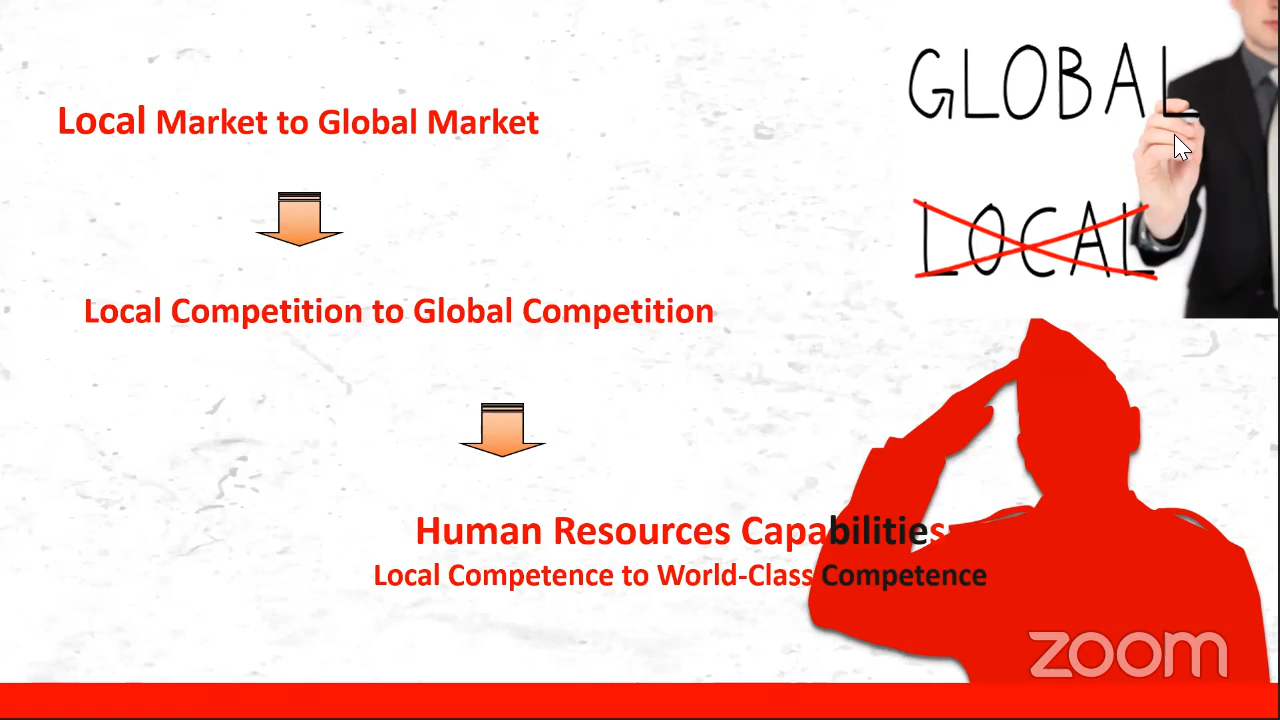 GLOBAL
Local Market to Global Market
LOCAL
Local Competition to Global Competition
Human Resources Capabilities
Local Competence to World-Class Competence
zoom